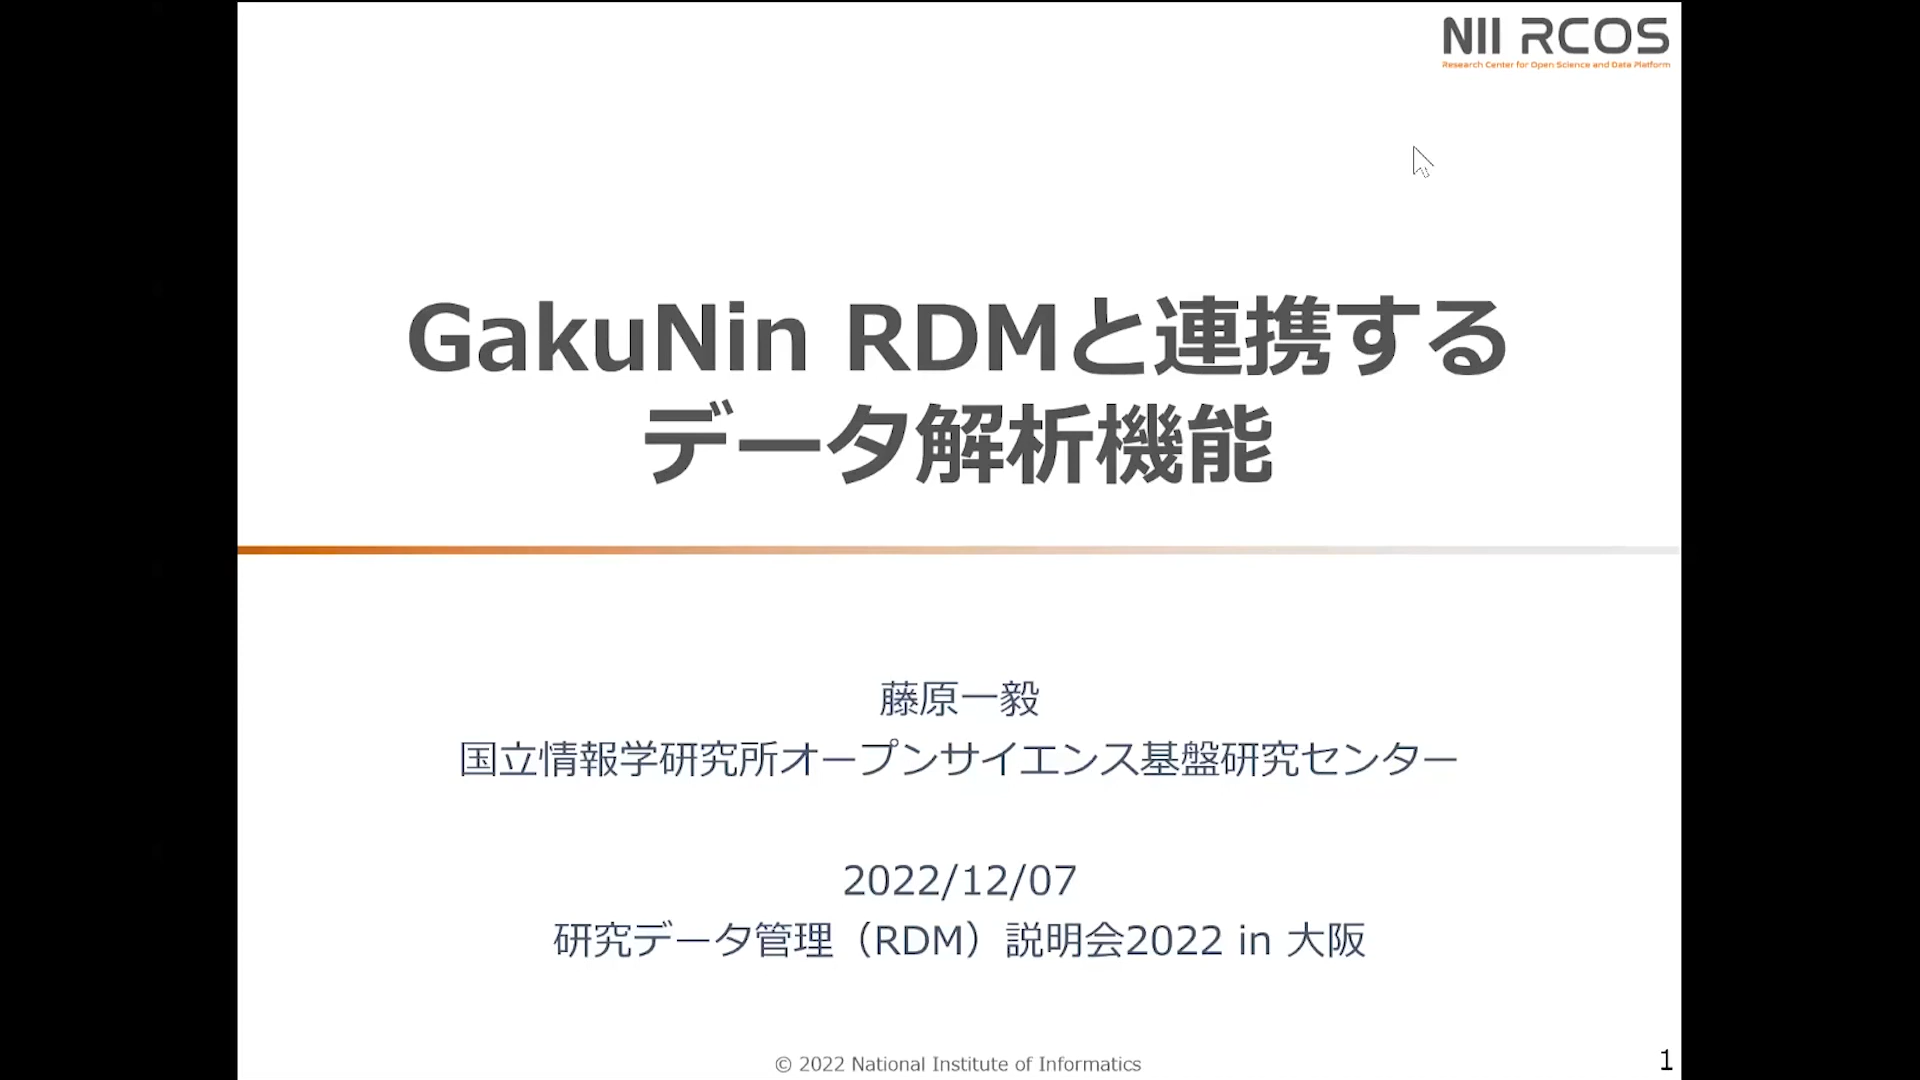 NII RCOS
Research Center for Open Science and Data Platform
GakuNin RDMと連携する
データ解析機能
藤原一毅
国立情報学研究所オープンサイエンス基盤研究センター
2022/12/07
研究データ管理（RDM）説明会2022 in 大阪
© 2022 National Institute of Informatics
1